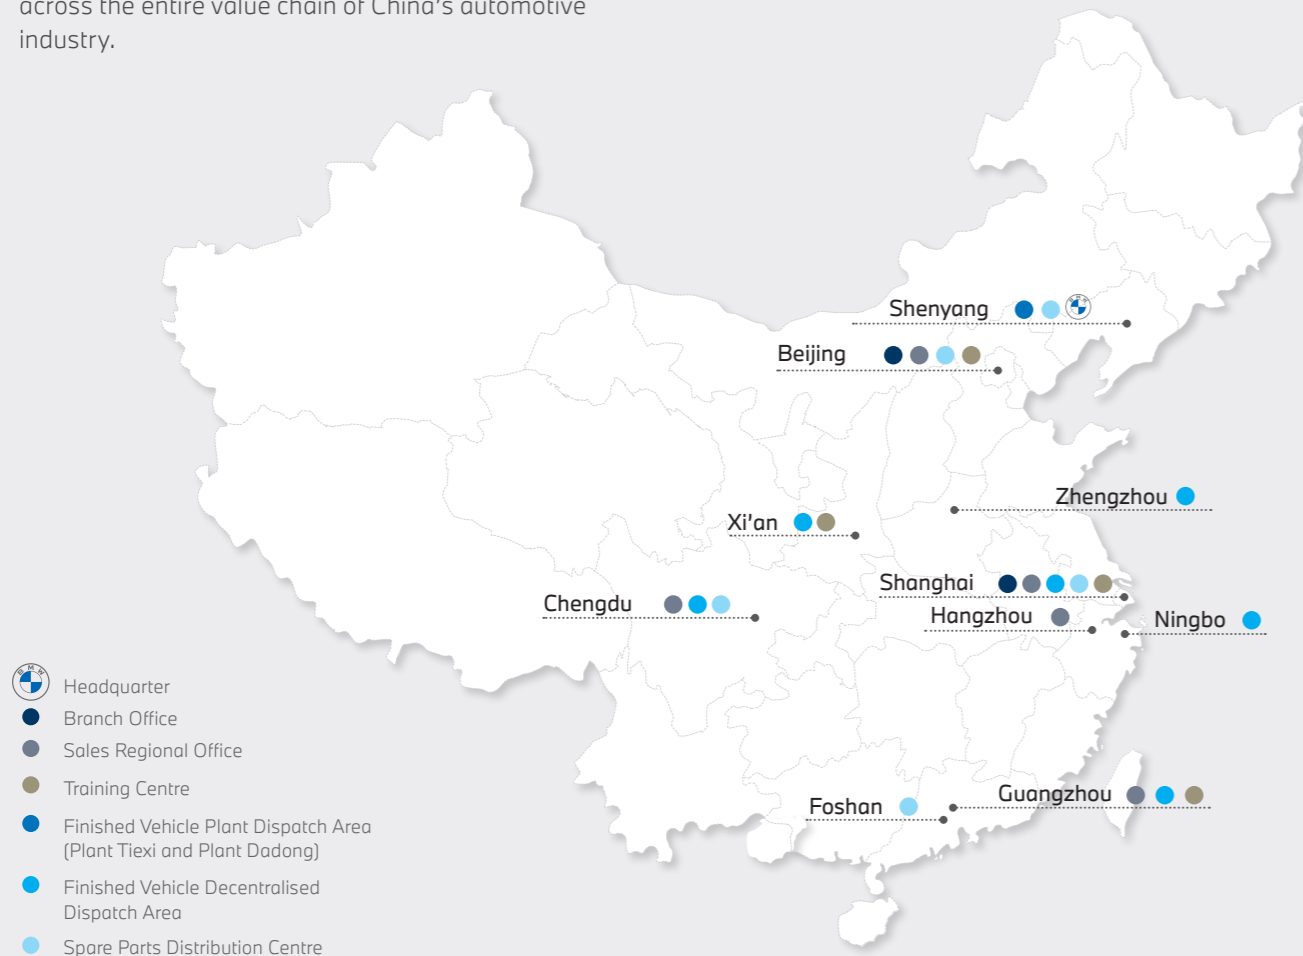 across the entire value chain of China's automotive
industry.
Shenyang
Beijing
Zhengzhou
Xi'an
Shanghai
Chengdu
Hangzhou
Ningbo
Headquarter
Branch Office
Sales Regional Office
Training Centre
Guangzhou
Foshan
Finished Vehicle Plant Dispatch Area
(Plant Tiexi and Plant Dadong)
Finished Vehicle Decentralised
Dispatch Area
Spare Parts Distribution Centre
BMW
BMW